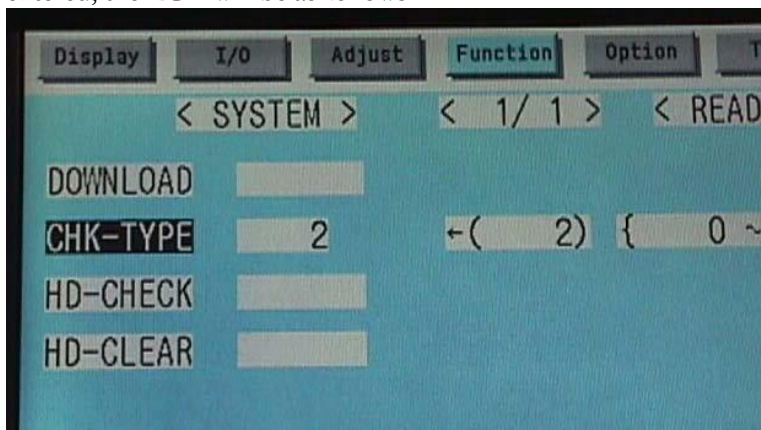 Display I/O Adjust Function Option T
< SYSTEM > < 1/ 1 > < READ
DOWNLOAD
CHK-TYPE 2 ←( 2) { 0 ~
HD-CHECK
HD-CLEAR